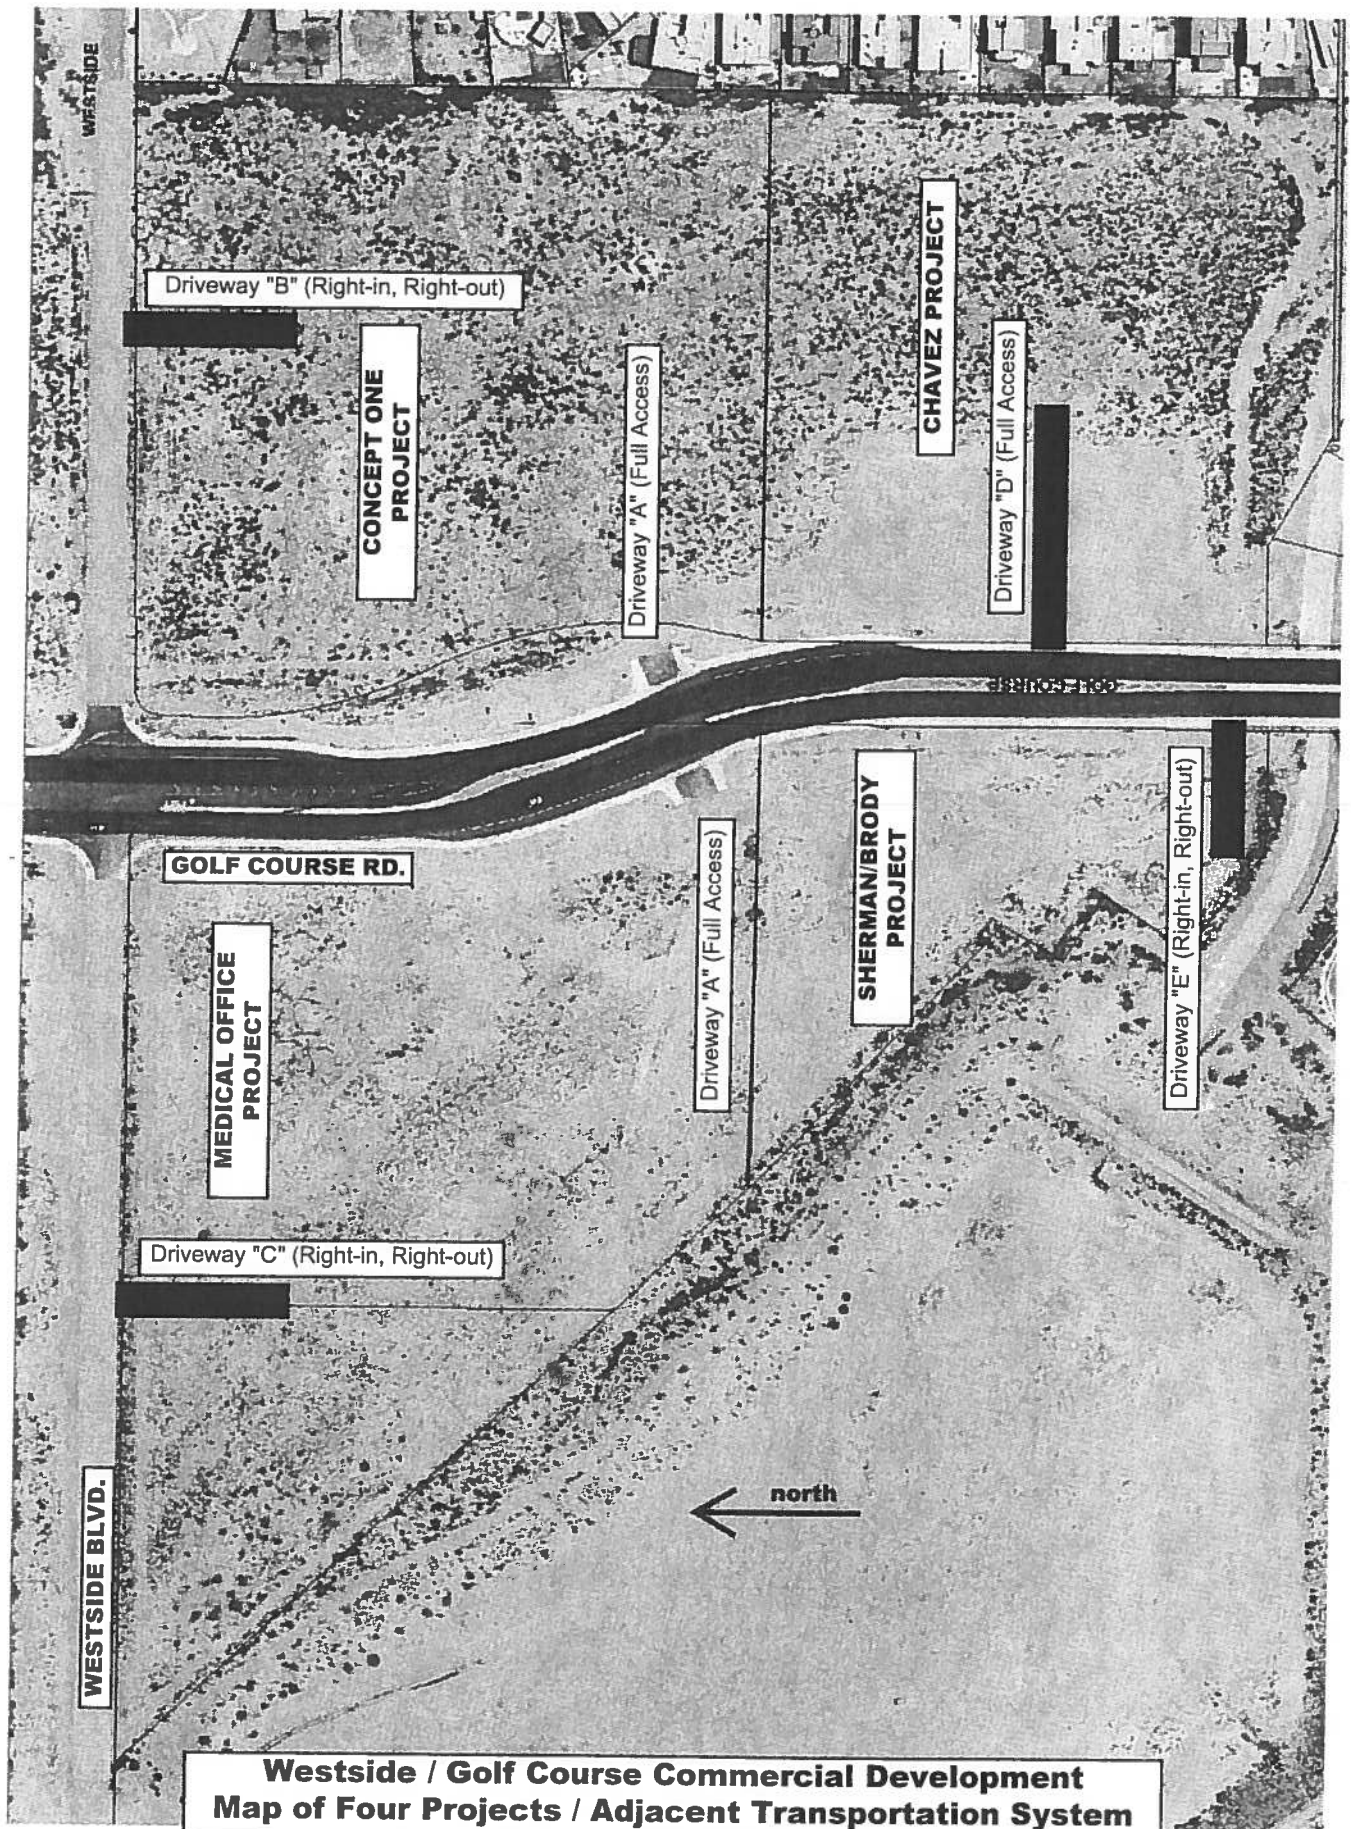 WESTSIDE
Driveway "B" (Right-in, Right-out)
CONCEPT ONE
PROJECT
Driveway "A" (Full Access)
CHAVEZ PROJECT
Driveway "D" (Full Access)
GOLF COURSE
GOLF COURSE RD.
MEDICAL OFFICE
PROJECT
Driveway "A" (Full Access)
SHERMAN/BRODY
PROJECT
Driveway "E" (Right-in, Right-out)
Driveway "C" (Right-in, Right-out)
WESTSIDE BLVD.
north
Westside / Golf Course Commercial Development
Map of Four Projects / Adjacent Transportation System